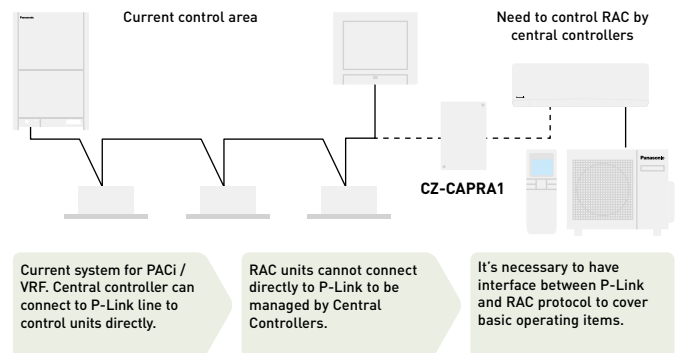 Current control area
Need to control RAC by
central controllers
Panasonic
Panasonic
CZ-CAPRA1
Current system for PACi /
VRF. Central controller can
connect to P-Link line to
control units directly.
RAC units cannot connect
directly to P-Link to be
managed by Central
Controllers.
It's necessary to have
interface between P-Link
and RAC protocol to cover
basic operating items.